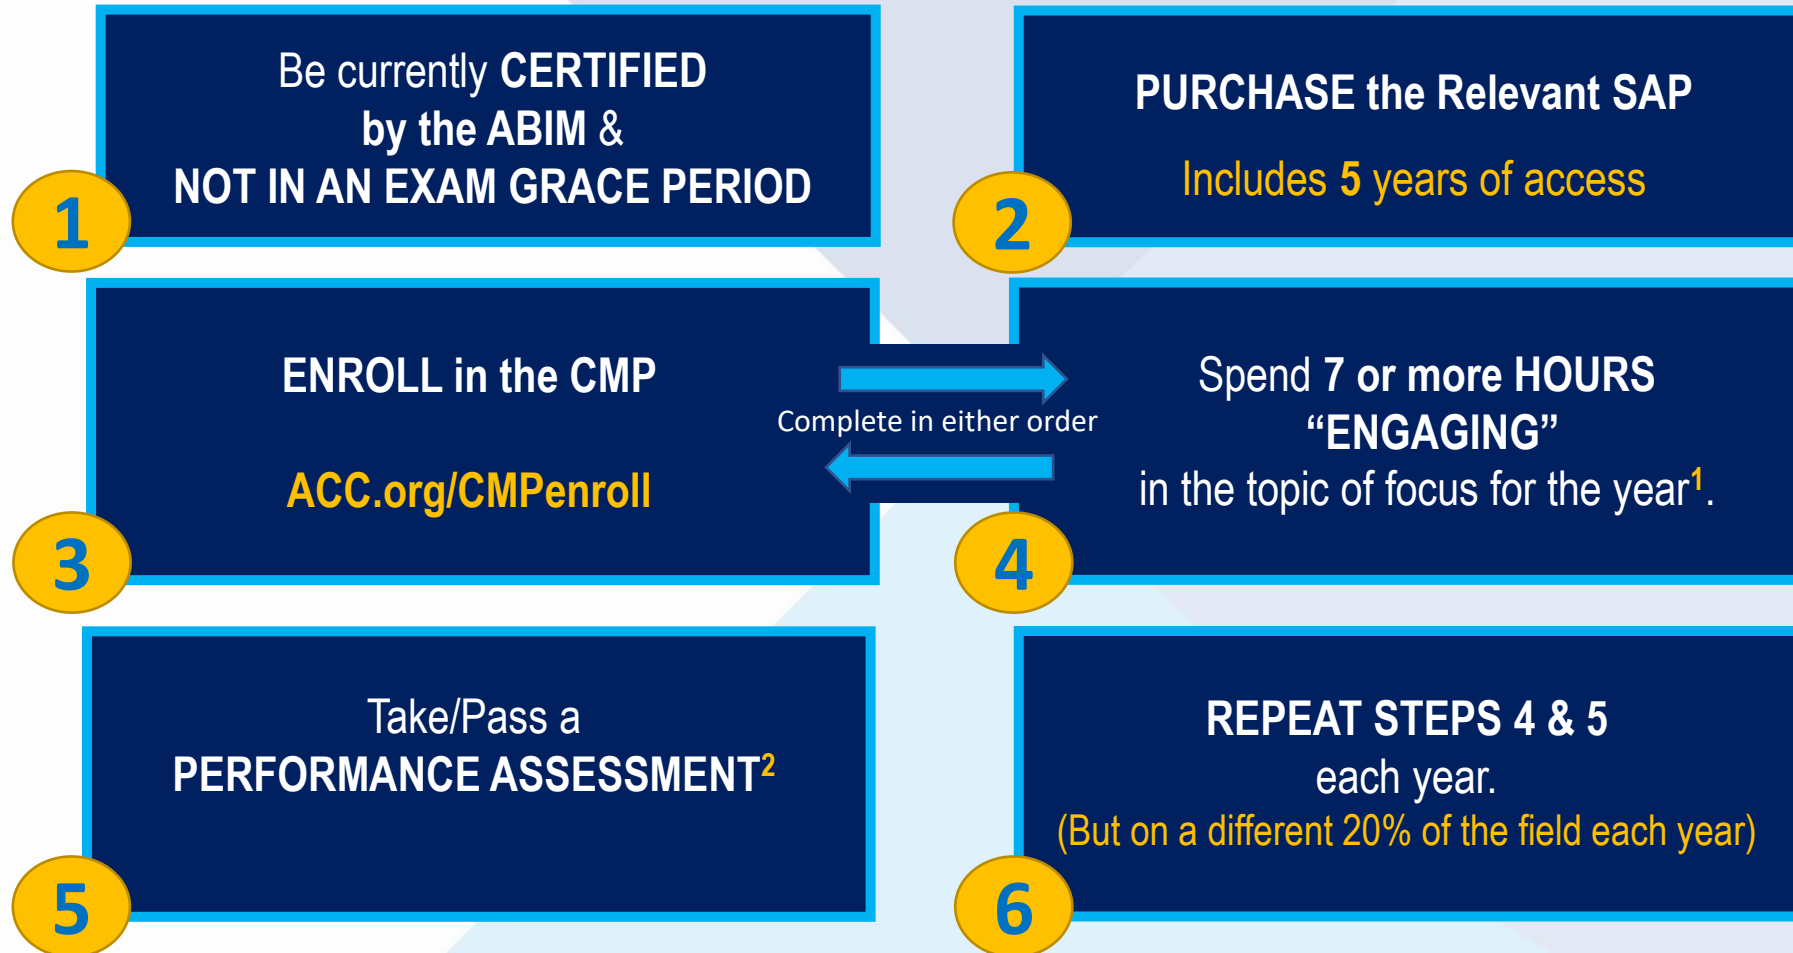 Be currently CERTIFIED
by the ABIM &
NOT IN AN EXAM GRACE PERIOD
1
PURCHASE the Relevant SAP
Includes 5 years of access
2
ENROLL in the CMP
ACC.org/CMPenroll
3
Complete in either order
Spend 7 or more HOURS
“ENGAGING”
in the topic of focus for the year¹.
4
Take/Pass a
PERFORMANCE ASSESSMENT²
5
REPEAT STEPS 4 & 5
each year.
(But on a different 20% of the field each year)
6